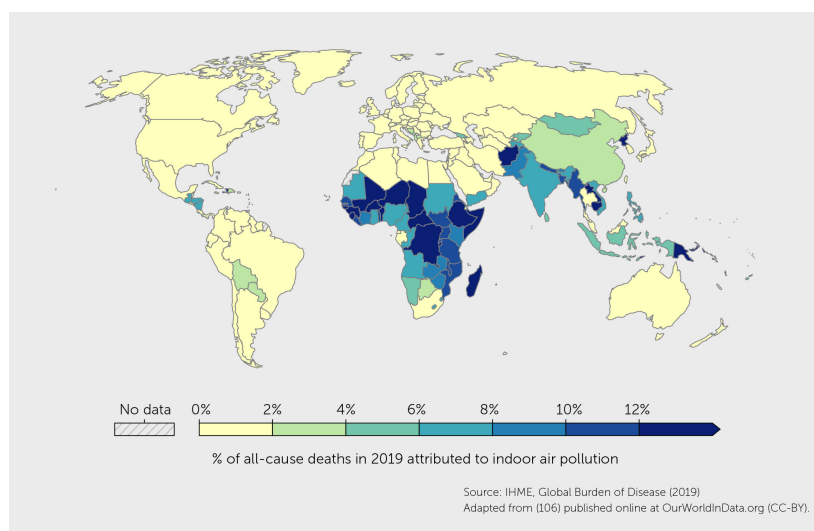 No data 0% 2% 4% 6% 8% 10% 12%
% of all-cause deaths in 2019 attributed to indoor air pollution
Source: IHME, Global Burden of Disease (2019)
Adapted from (106) published online at OurWorldInData.org (CC-BY).